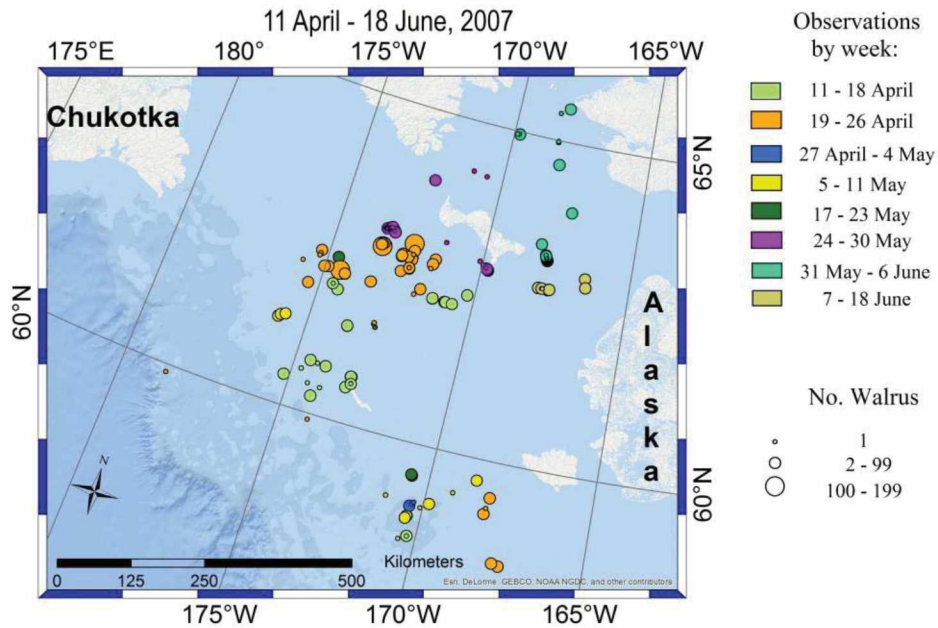 11 April - 18 June, 2007
175°E 180° 175°W 170°W 165°W
Chukotka
65°N
60°N
A
l
a
s
k
a
60°N
N
Kilometers
0 125 250 500
Esri, DeLorme, GEBCO, NOAA NGDC, and other contributors
175°W 170°W 165°W
Observations
by week:
11 - 18 April
19 - 26 April
27 April - 4 May
5 - 11 May
17 - 23 May
24 - 30 May
31 May - 6 June
7 - 18 June
No. Walrus
1
2 - 99
100 - 199